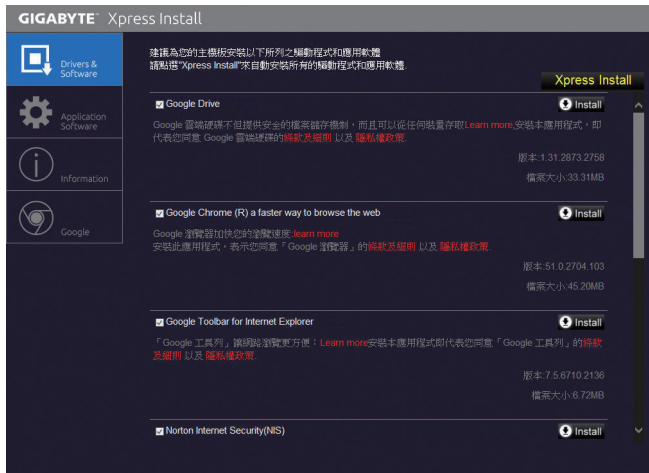 GIGABYTE™ Xpress Install
Drivers &
Software
Application
Software
Information
Google
建議為您的主機板安裝以下所列之驅動程式和應用軟體
請點選"Xpress Install"來自動安裝所有的驅動程式和應用軟體.
Xpress Install
Google Drive
Install
Google 雲端硬碟不但提供安全的檔案儲存機制，而且可以從任何裝置存取Learn more.安裝本應用程式，即
代表您同意 Google 雲端硬碟的條款及細則 以及 隱私權政策.
版本:1.31.2873.2758
檔案大小:33.31MB
Google Chrome (R) a faster way to browse the web
Install
Google 瀏覽器加快您的瀏覽速度:learn more
安裝此應用程式，表示您同意「Google 瀏覽器」的條款及細則 以及 隱私權政策.
版本:51.0.2704.103
檔案大小:45.20MB
Google Toolbar for Internet Explorer
Install
「Google 工具列」讓網路瀏覽更方便：Learn more安裝本應用程式即代表您同意「Google 工具列」的條款
及細則 以及 隱私權政策.
版本:7.5.6710.2136
檔案大小:6.72MB
Norton Internet Security(NIS)
Install